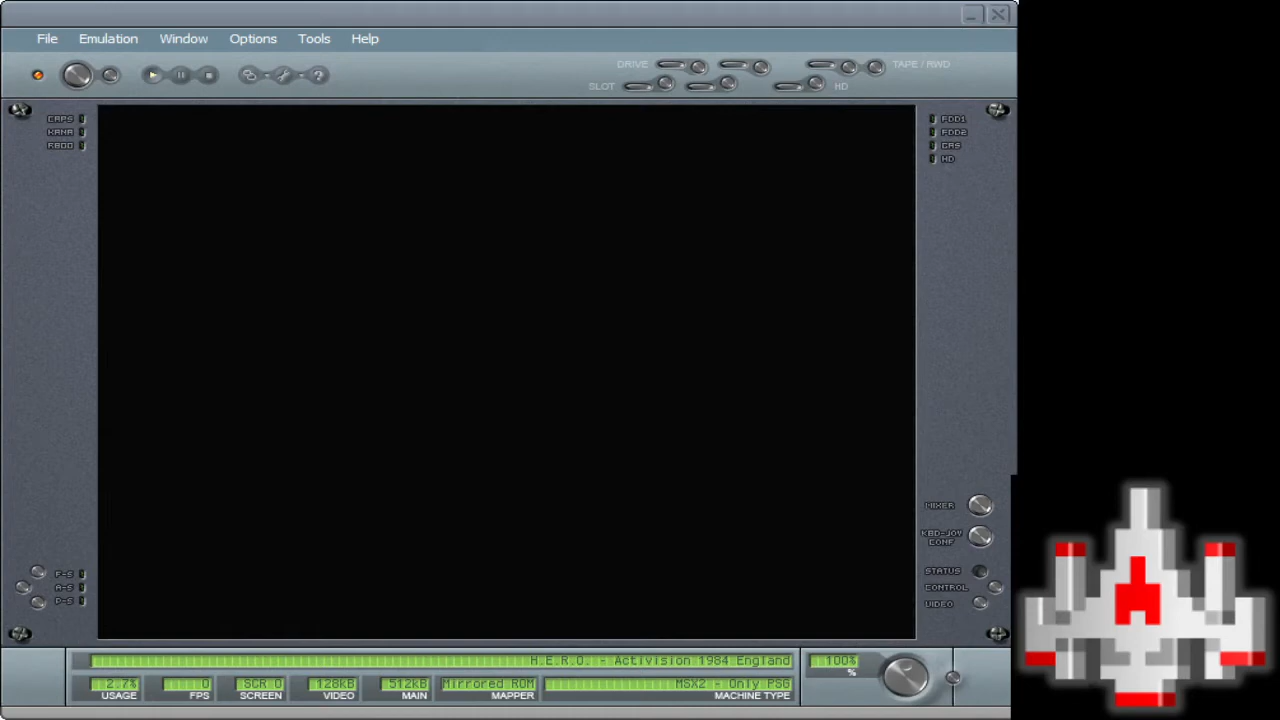 File Emulation Window Options Tools Help
DRIVE TAPE / RWD
SLOT HD
CAPS
KANA
R800
FDD1
FDD2
CAS
HD
MIXER
KBD-JOY
CONF
STATUS
CONTROL
VIDEO
F-S
A-S
P-S
H.E.R.O. - Activision 1984 England
100%
%
2.7% 0 SCR 0 128kB 512kB Mirrored ROM MSX2 - Only PSG
USAGE FPS SCREEN VIDEO MAIN MAPPER MACHINE TYPE